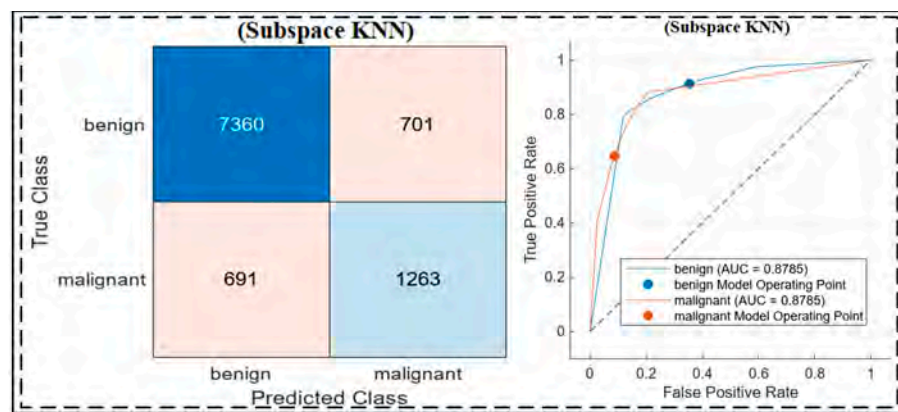 (Subspace KNN)
True Class
benign
7360
701
malignant
691
1263
benign
malignant
Predicted Class
(Subspace KNN)
True Positive Rate
1
0.8
0.6
0.4
0.2
0
benign (AUC = 0.8785)
benign Model Operating Point
malignant (AUC = 0.8785)
malignant Model Operating Point
0
0.2
0.4
0.6
0.8
1
False Positive Rate